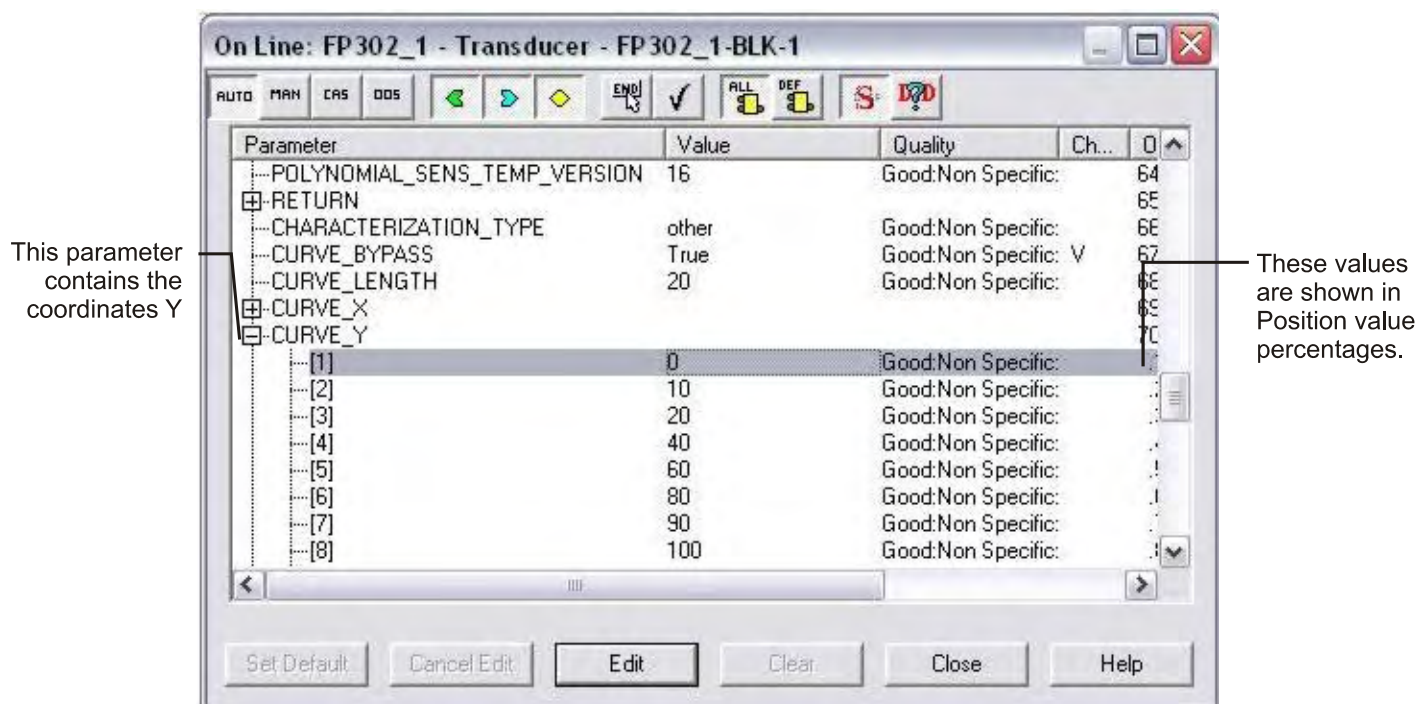 On Line: FP302_1 - Transducer - FP302_1-BLK-1
AUTO MAN CAS OOS END ALL DEF S D?D
Parameter Value Quality Ch... O
POLYNOMIAL_SENS_TEMP_VERSION 16 Good:Non Specific: 64
RETURN 65
CHARACTERIZATION_TYPE other Good:Non Specific: 66
CURVE_BYPASS True Good:Non Specific: V 67
CURVE_LENGTH 20 Good:Non Specific: 68
CURVE_X 69
CURVE_Y 70
[1] 0 Good:Non Specific:
[2] 10 Good:Non Specific:
[3] 20 Good:Non Specific:
[4] 40 Good:Non Specific:
[5] 60 Good:Non Specific:
[6] 80 Good:Non Specific:
[7] 90 Good:Non Specific:
[8] 100 Good:Non Specific:
Set Default Cancel Edit Edit Clear Close Help
This parameter
contains the
coordinates Y
These values
are shown in
Position value
percentages.